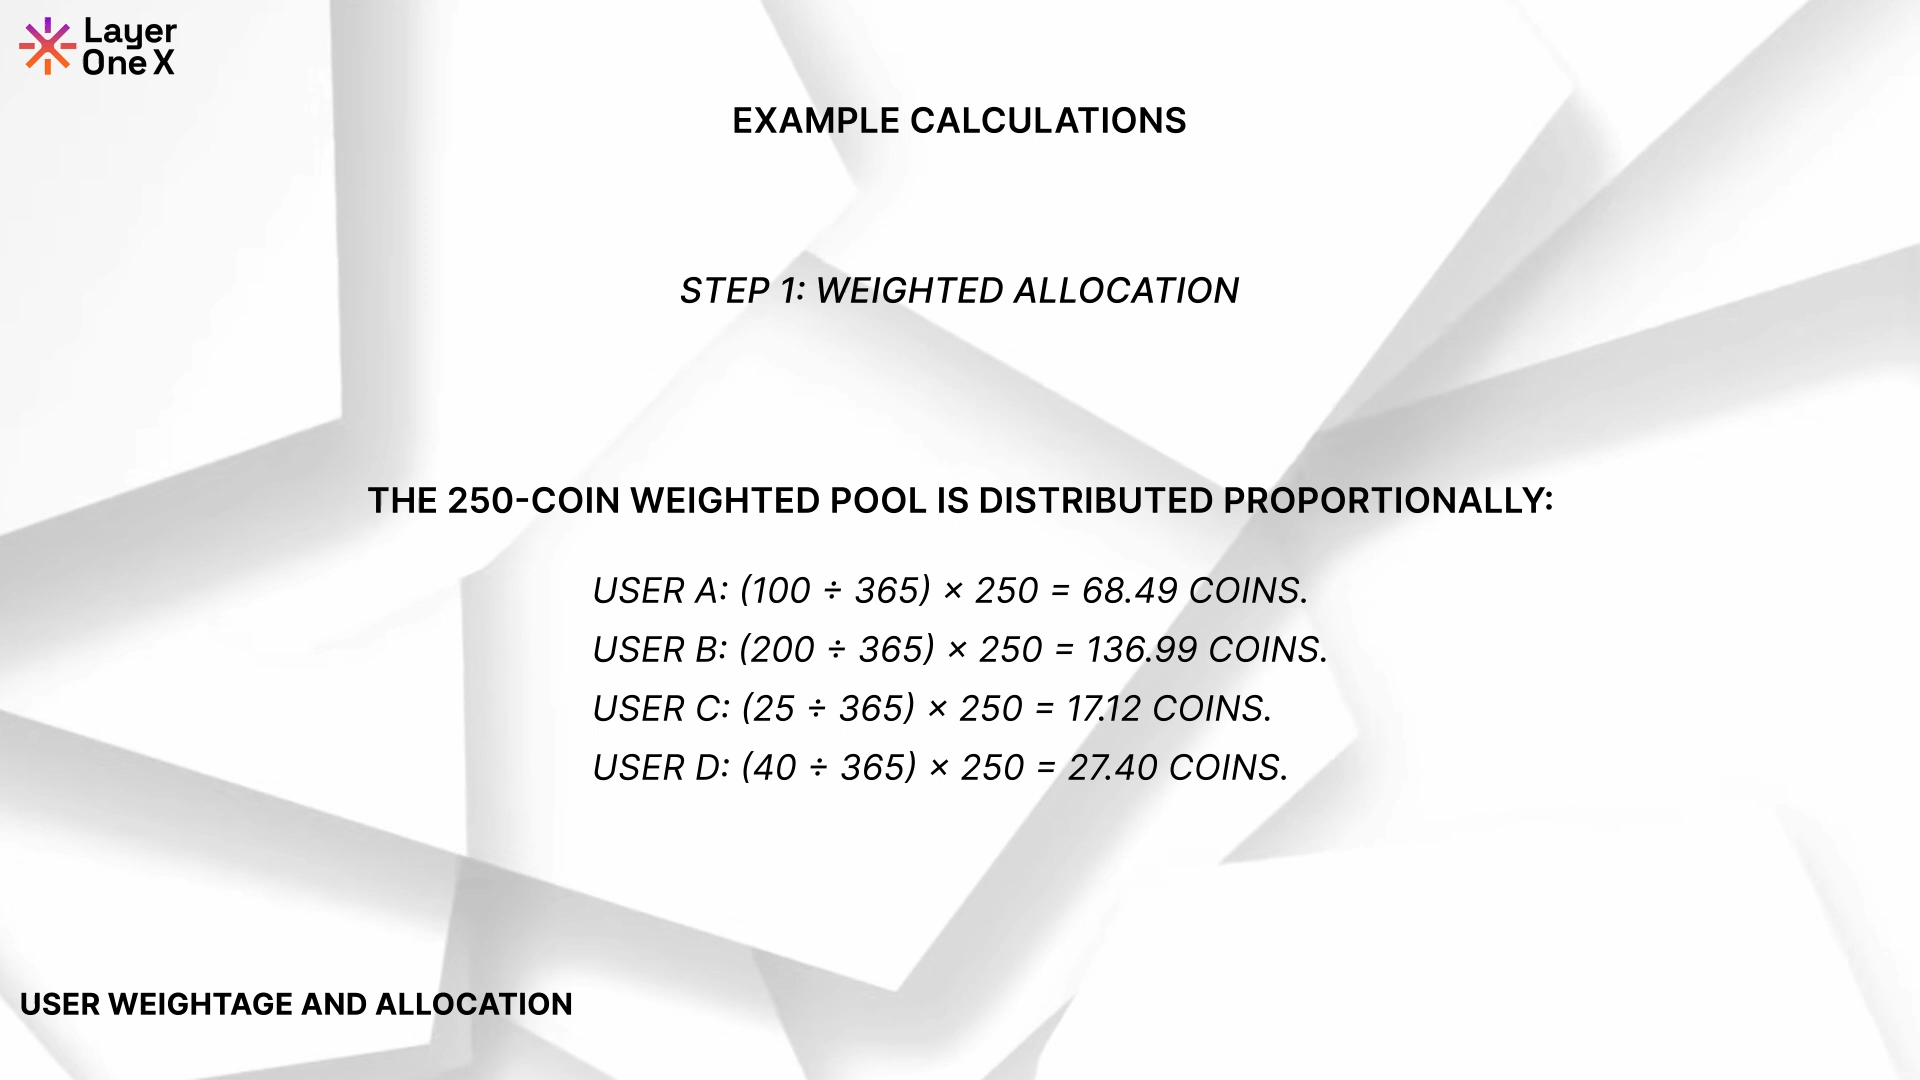 Layer
One X
EXAMPLE CALCULATIONS
STEP 1: WEIGHTED ALLOCATION
THE 250-COIN WEIGHTED POOL IS DISTRIBUTED PROPORTIONALLY:
USER A: (100 ÷ 365) × 250 = 68.49 COINS.
USER B: (200 ÷ 365) × 250 = 136.99 COINS.
USER C: (25 ÷ 365) × 250 = 17.12 COINS.
USER D: (40 ÷ 365) × 250 = 27.40 COINS.
USER WEIGHTAGE AND ALLOCATION